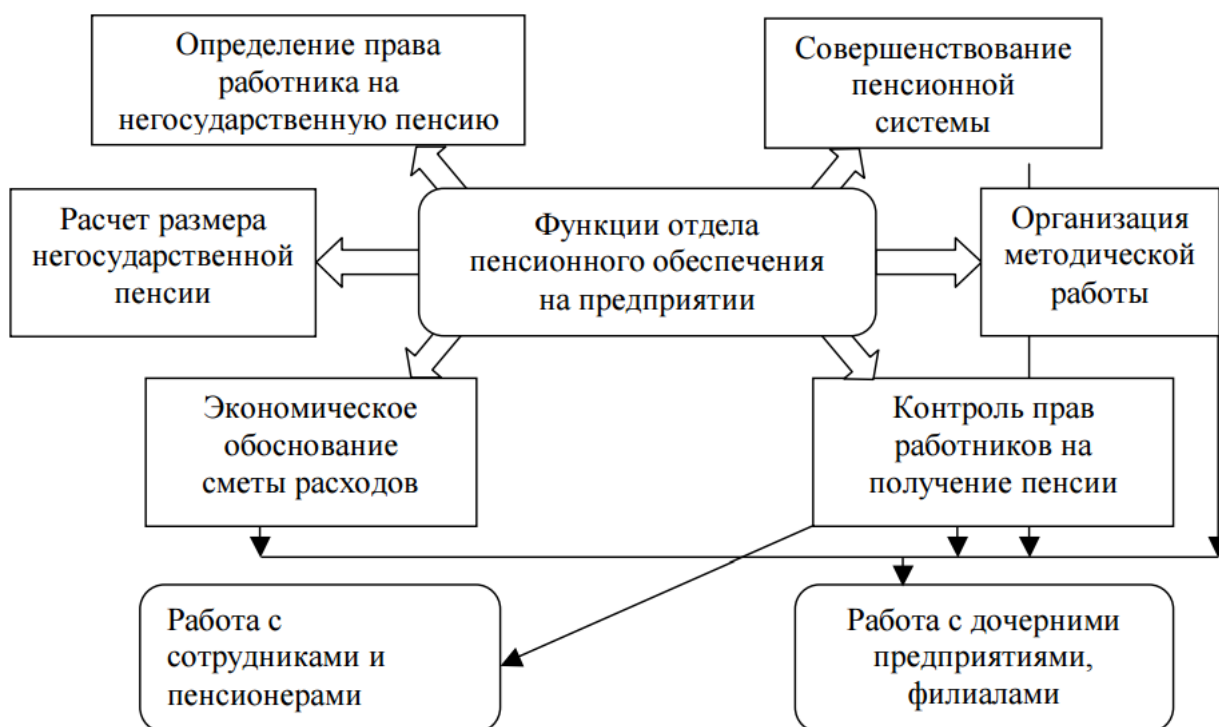 Определение права
работника на
негосударственную пенсию
Совершенствование
пенсионной
системы
Расчет размера
негосударственной
пенсии
Функции отдела
пенсионного обеспечения
на предприятии
Организация
методической
работы
Экономическое
обоснование
сметы расходов
Контроль прав
работников на
получение пенсии
Работа с
сотрудниками и
пенсионерами
Работа с дочерними
предприятиями,
филиалами